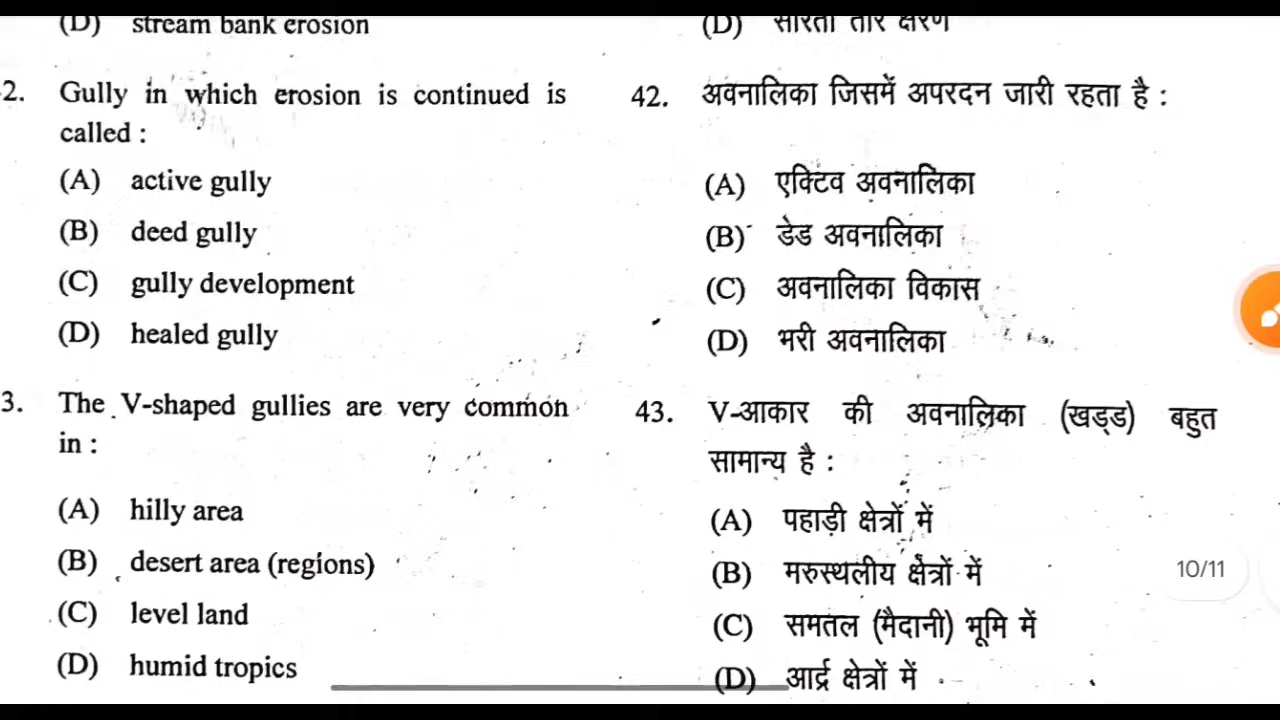 (D) stream bank erosion
2. Gully in which erosion is continued is
called :
(A) active gully
(B) deed gully
(C) gully development
(D) healed gully
3. The V-shaped gullies are very common
in :
(A) hilly area
(B) desert area (regions)
(C) level land
(D) humid tropics
(D) सरिता तीर क्षरण
42. अवनालिका जिसमें अपरदन जारी रहता है :
(A) एक्टिव अवनालिका
(B) डेड अवनालिका
(C) अवनालिका विकास
(D) भरी अवनालिका
43. V-आकार की अवनालिका (खड्ड) बहुत
सामान्य है :
(A) पहाड़ी क्षेत्रों में
(B) मरुस्थलीय क्षेत्रों में
(C) समतल (मैदानी) भूमि में
(D) आर्द्र क्षेत्रों में
10/11